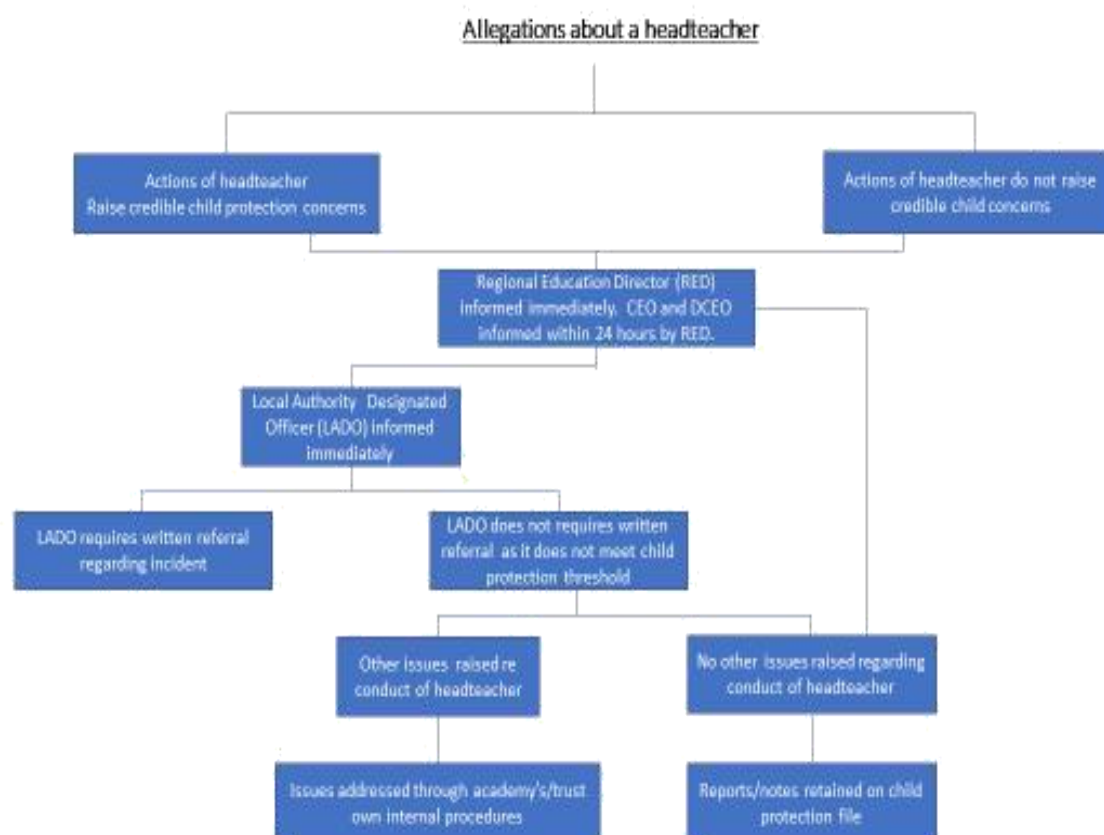 Allegations about a headteacher
Actions of headteacher
Raise credible child protection concerns
Actions of headteacher do not raise
credible child concerns
Regional Education Director (RED)
informed immediately. CEO and DCEO
informed within 24 hours by RED.
Local Authority Designated
Officer (LADO) informed
immediately
LADO requires written referral
regarding incident
LADO does not requires written
referral as it does not meet child
protection threshold
Other issues raised re
conduct of headteacher
No other issues raised regarding
conduct of headteacher
Issues addressed through academy's/trust
own internal procedures
Reports/notes retained on child
protection file